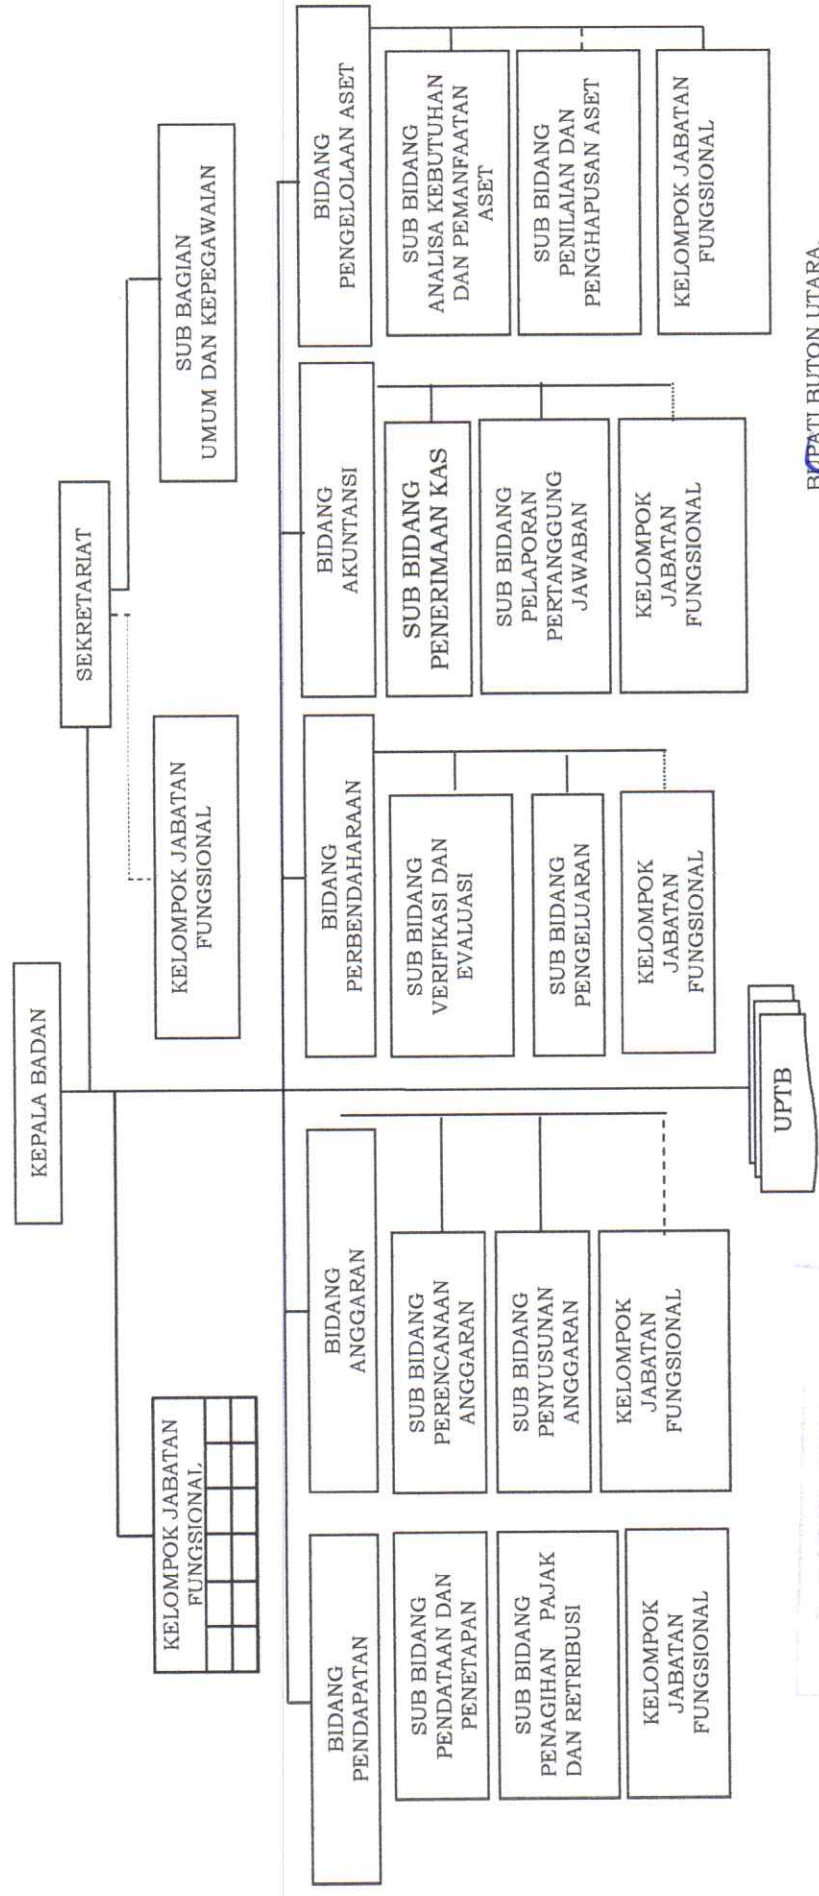 KEPALA BADAN
SEKRETARIAT
KELOMPOK JABATAN
FUNGSIONAL
KELOMPOK JABATAN
FUNGSIONAL
SUB BAGIAN
UMUM DAN KEPEGAWAIAN
BIDANG
PENDAPATAN
SUB BIDANG
PENDATAAN DAN
PENETAPAN
SUB BIDANG
PENAGIHAN PAJAK
DAN RETRIBUSI
KELOMPOK
JABATAN
FUNGSIONAL
BIDANG
ANGGARAN
SUB BIDANG
PERENCANAAN
ANGGARAN
SUB BIDANG
PENYUSUNAN
ANGGARAN
KELOMPOK
JABATAN
FUNGSIONAL
BIDANG
PERBENDAHARAAN
SUB BIDANG
VERIFIKASI DAN
EVALUASI
SUB BIDANG
PENGELUARAN
KELOMPOK
JABATAN
FUNGSIONAL
BIDANG
AKUNTANSI
SUB BIDANG
PENERIMAAN KAS
SUB BIDANG
PELAPORAN
PERTANGGUNG
JAWABAN
KELOMPOK
JABATAN
FUNGSIONAL
BIDANG
PENGELOLAAN ASET
SUB BIDANG
ANALISA KEBUTUHAN
DAN PEMANFAATAN
ASET
SUB BIDANG
PENILAIAN DAN
PENGHAPUSAN ASET
KELOMPOK JABATAN
FUNGSIONAL
UPTB
BUPATI BUTON UTARA,